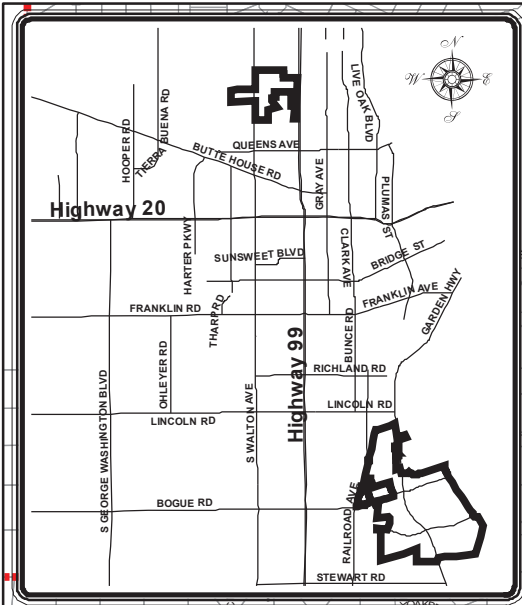 N
W
E
S
LIVE OAK BLVD
HOOPER RD
TIERRA BUENA RD
QUEENS AVE
BUTTE HOUSE RD
GRAY AVE
PLUMAS ST
Highway 20
HARTER PKWY
SUNSWEET BLVD
CLARK AVE
BRIDGE ST
FRANKLIN AVE
GARDEN HWY
FRANKLIN RD
THARP RD
Highway 99
BUNCE RD
OHLEYER RD
RICHLAND RD
S GEORGE WASHINGTON BLVD
S WALTON AVE
LINCOLN RD
LINCOLN RD
BOGUE RD
RAILROAD AVE
STEWART RD